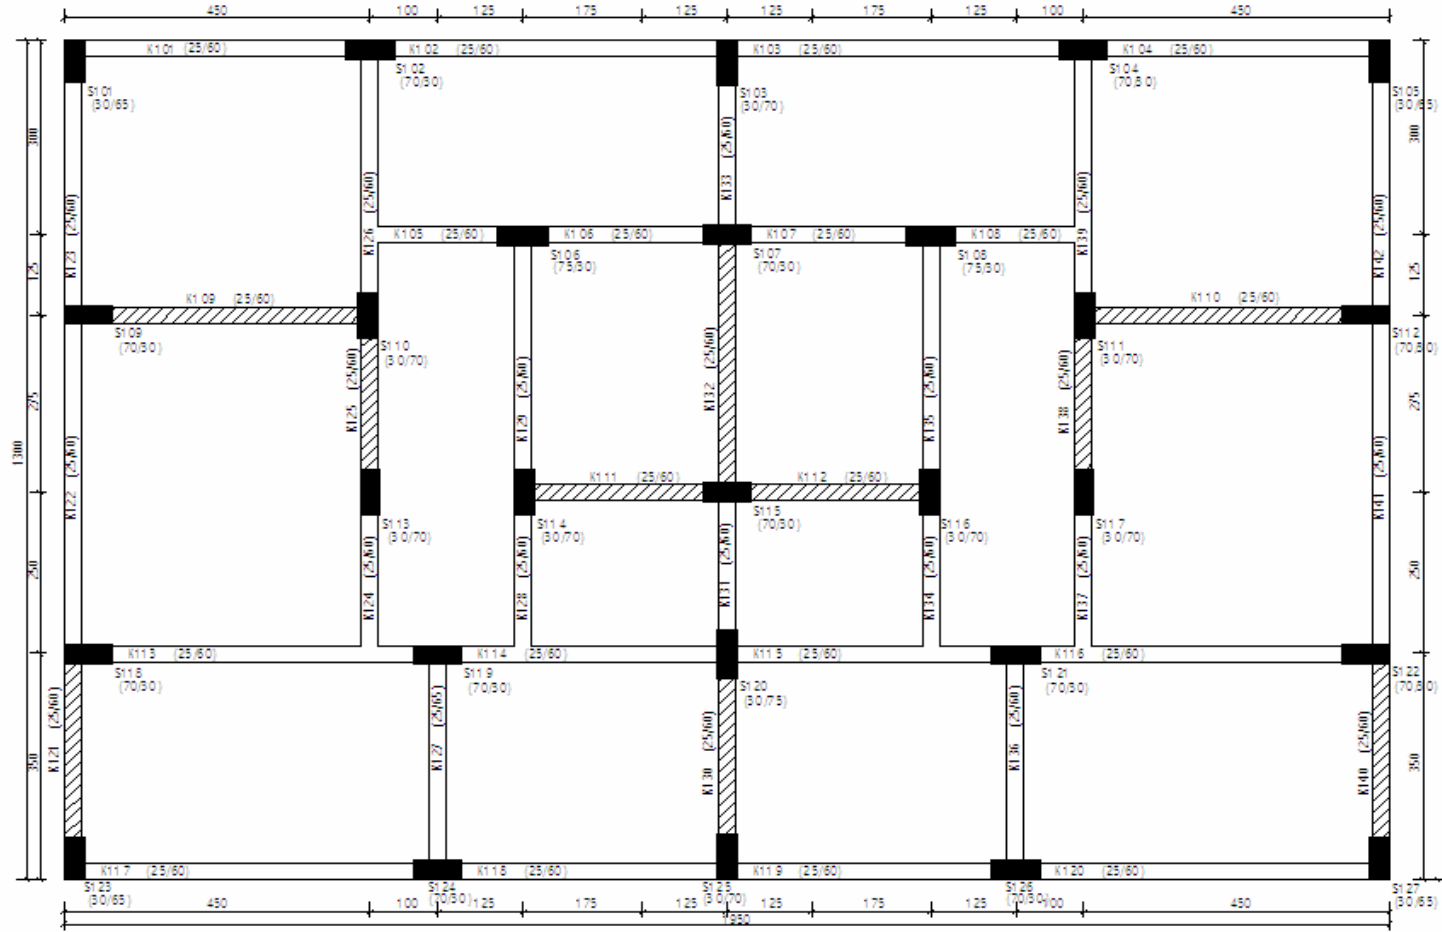 450 100 125 175 125 125 175 125 100 450
K101 (25/60)
K102 (25/60)
K103 (25/60)
K104 (25/60)
S101
(30/65)
S102
(70/30)
S103
(30/70)
S104
(70/30)
S105
(30/65)
300
300
K133 (25/60)
K123 (25/60)
K126 (25/60)
K139 (25/60)
K142 (25/60)
K105 (25/60)
K106 (25/60)
K107 (25/60)
K108 (25/60)
S106
(75/30)
S107
(70/30)
S108
(75/30)
125
125
K109 (25/60)
K110 (25/60)
S109
(70/30)
S110
(30/70)
S111
(30/70)
S112
(70/30)
K125 (25/60)
K129 (25/60)
K132 (25/60)
K135 (25/60)
K138 (25/60)
275
275
1300
K122 (25/60)
K141 (25/60)
K111 (25/60)
K112 (25/60)
S113
(30/70)
S114
(30/70)
S115
(70/30)
S116
(30/70)
S117
(30/70)
250
250
K124 (25/60)
K128 (25/60)
K131 (25/60)
K134 (25/60)
K137 (25/60)
K113 (25/60)
K114 (25/60)
K115 (25/60)
K116 (25/60)
S118
(70/30)
S119
(70/30)
S120
(30/75)
S121
(70/30)
S122
(70/30)
K121 (25/60)
K127 (25/65)
K130 (25/60)
K136 (25/60)
K140 (25/60)
350
350
K117 (25/60)
K118 (25/60)
K119 (25/60)
K120 (25/60)
S123
(30/65)
S124
(70/30)
S125
(30/70)
S126
(70/30)
S127
(30/65)
450 100 125 175 125 125 175 125 100 450
1950